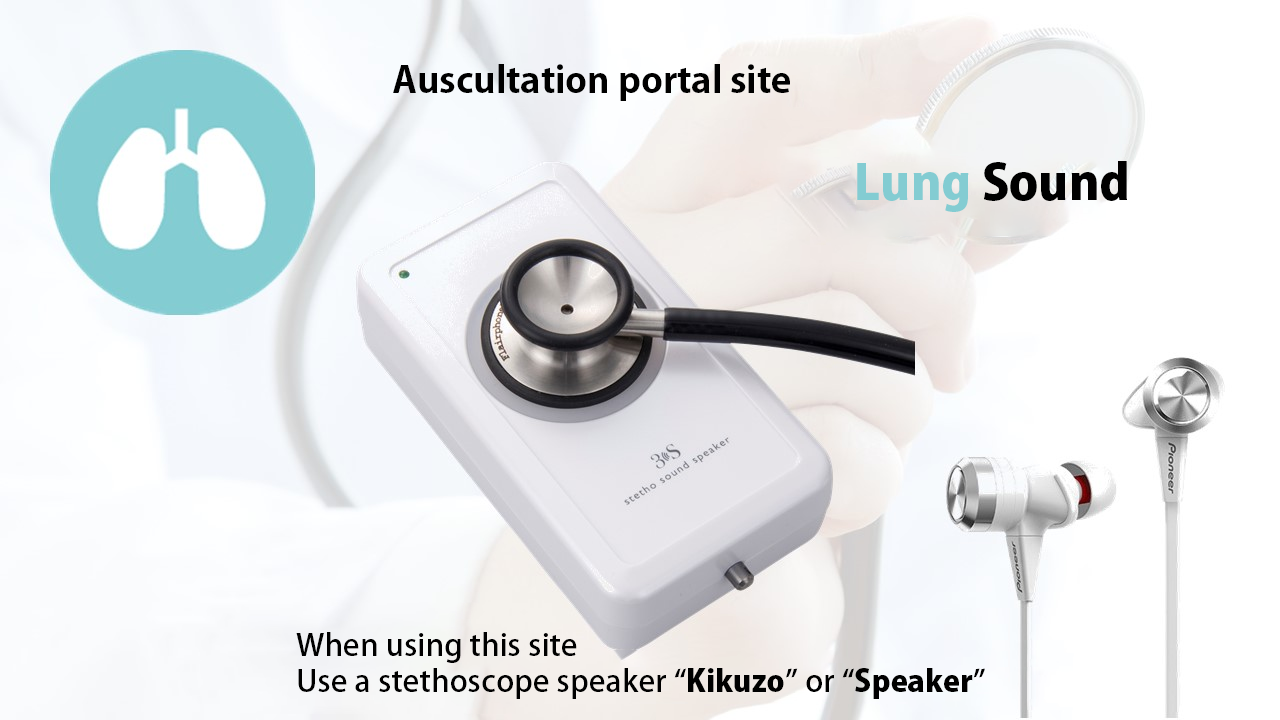 Auscultation portal site
Lung Sound
Flairphone
3S
stetho sound speaker
Pioneer
Pioneer
When using this site
Use a stethoscope speaker “Kikuzo” or “Speaker”